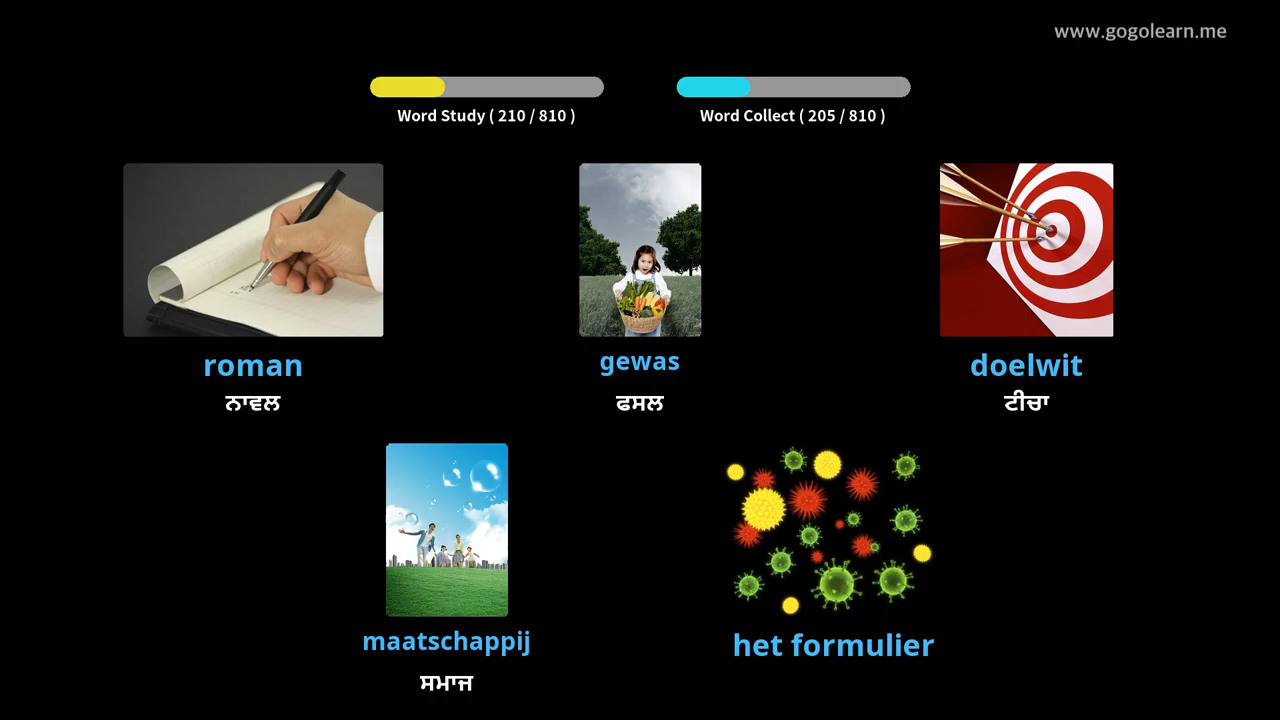 www.gogolearn.me
Word Study ( 210 / 810 )
Word Collect ( 205 / 810 )
roman
ਨਾਵਲ
gewas
ਫਸਲ
doelwit
ਟੀਚਾ
maatschappij
ਸਮਾਜ
het formulier